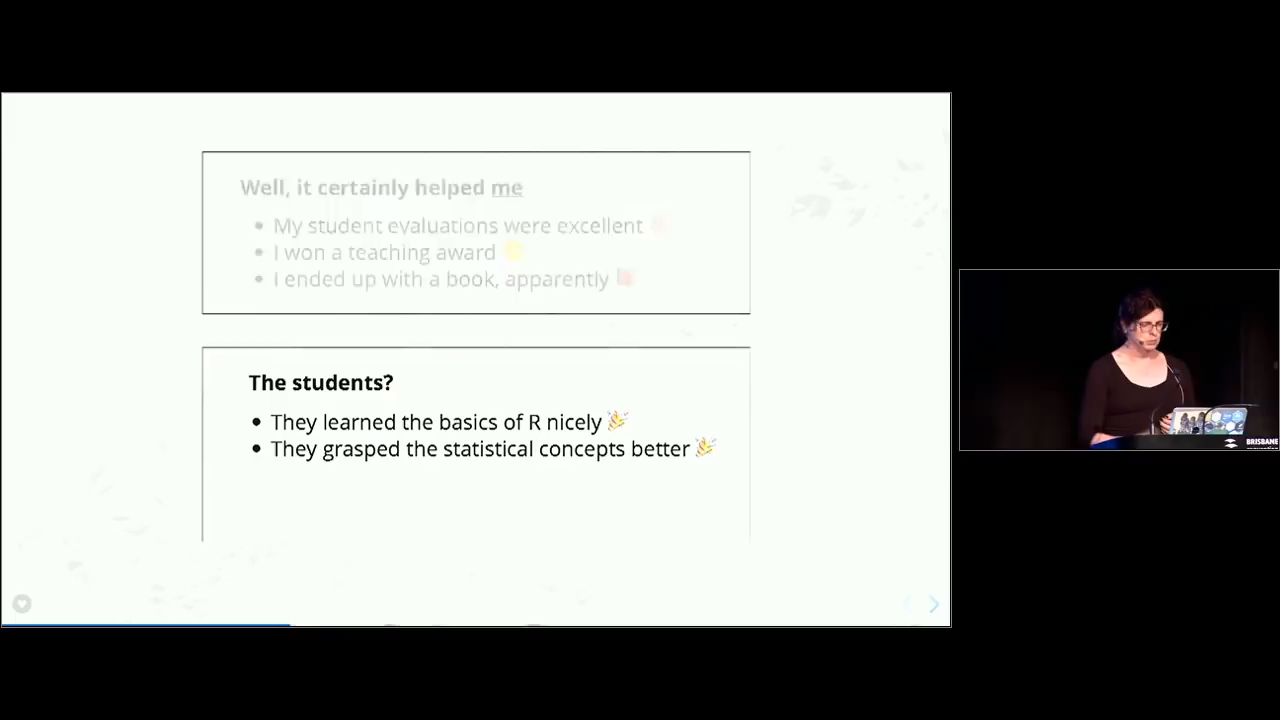 Well, it certainly helped me
My student evaluations were excellent
I won a teaching award
I ended up with a book, apparently
The students?
They learned the basics of R nicely 🎉
They grasped the statistical concepts better 🎉
BRISBANE